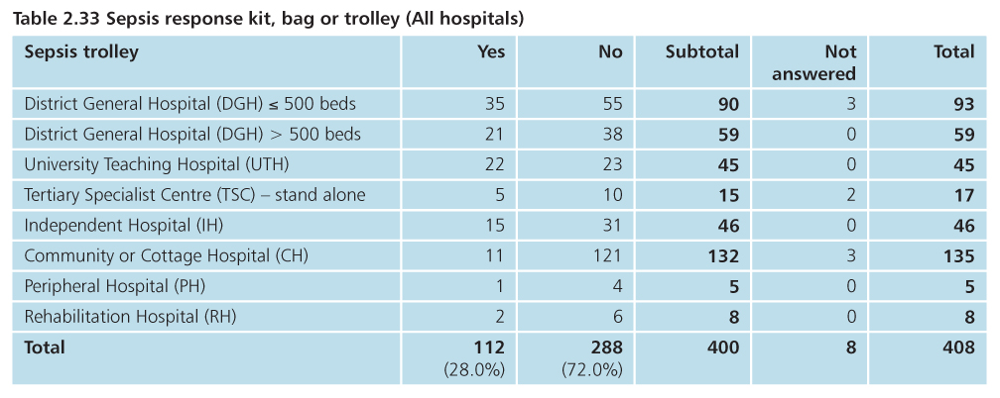 Table 2.33 Sepsis response kit, bag or trolley (All hospitals)
Sepsis trolley Yes No Subtotal Not answered Total
District General Hospital (DGH) ≤ 500 beds 35 55 90 3 93
District General Hospital (DGH) > 500 beds 21 38 59 0 59
University Teaching Hospital (UTH) 22 23 45 0 45
Tertiary Specialist Centre (TSC) – stand alone 5 10 15 2 17
Independent Hospital (IH) 15 31 46 0 46
Community or Cottage Hospital (CH) 11 121 132 3 135
Peripheral Hospital (PH) 1 4 5 0 5
Rehabilitation Hospital (RH) 2 6 8 0 8
Total 112 288 400 8 408
(28.0%) (72.0%)